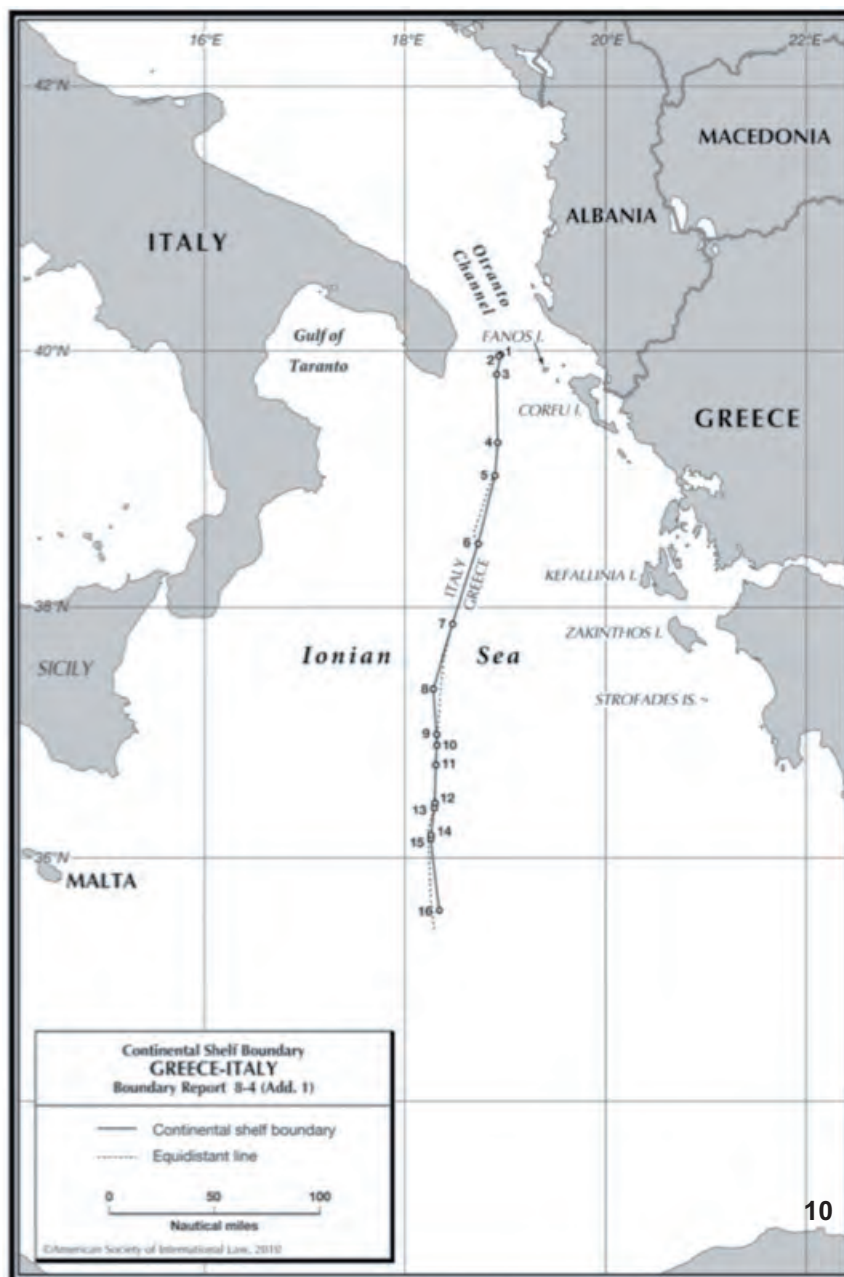 16°E
18°E
20°E
22°E
42°N
MACEDONIA
ITALY
ALBANIA
Otranto
Channel
Gulf of
Taranto
40°N
FANOS I.
1
2
3
CORFU I.
GREECE
4
5
6
ITALY
GREECE
KEFALLINIA I.
38°N
7
ZAKINTHOS I.
Ionian Sea
SICILY
8
STROFADES IS.
9
10
11
12
13
14
15
36°N
MALTA
16
Continental Shelf Boundary
GREECE-ITALY
Boundary Report 8-4 (Add. 1)
Continental shelf boundary
Equidistant line
0 50 100
Nautical miles
©American Society of International Law, 2010
10